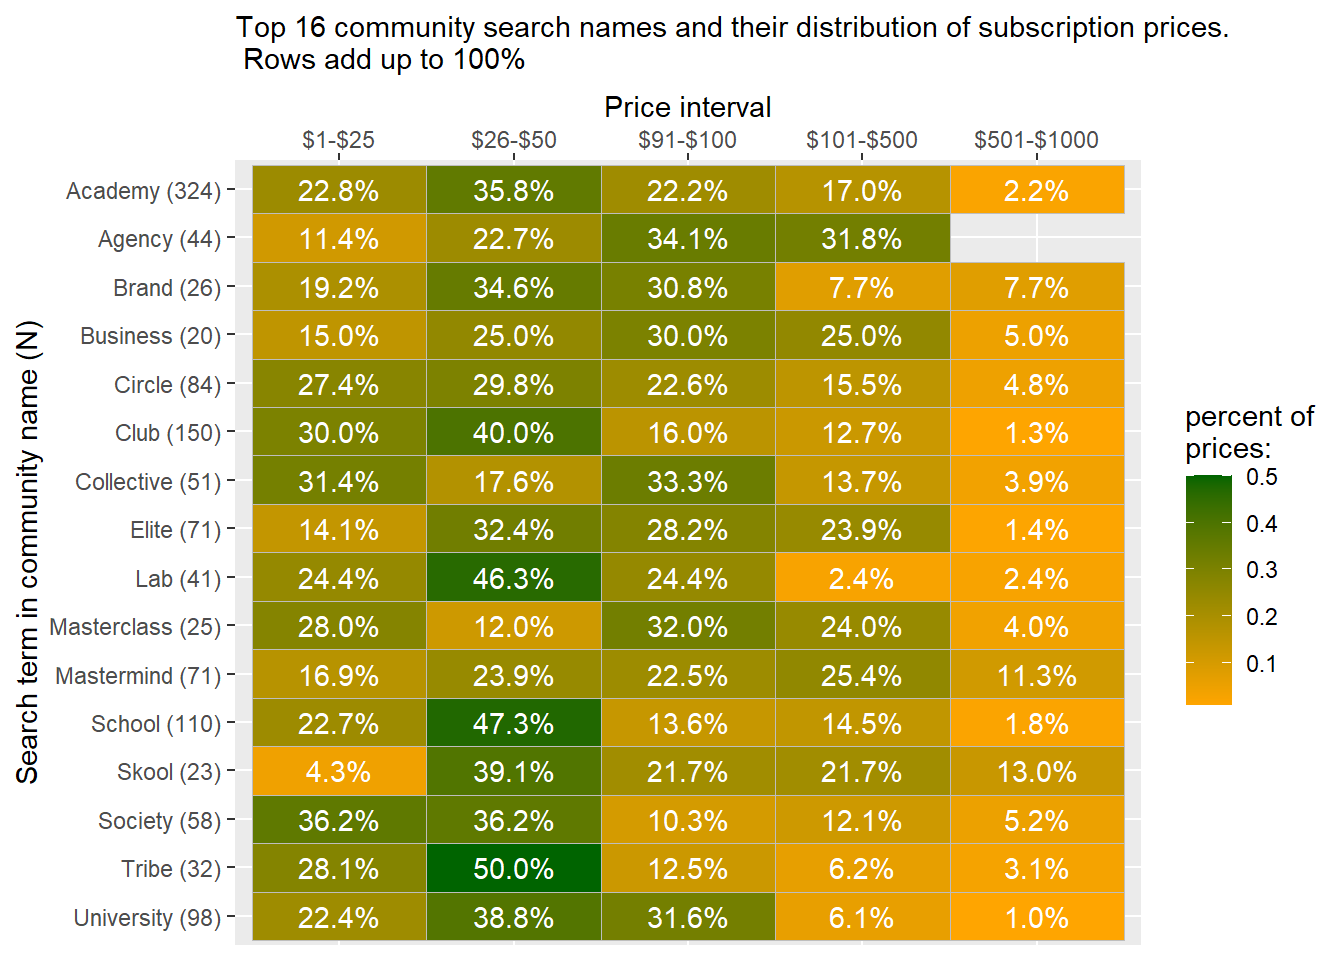 Top 16 community search names and their distribution of subscription prices.
Rows add up to 100%
Price interval
$1-$25 $26-$50 $91-$100 $101-$500 $501-$1000
Search term in community name (N)
Academy (324) 22.8% 35.8% 22.2% 17.0% 2.2%
Agency (44) 11.4% 22.7% 34.1% 31.8%
Brand (26) 19.2% 34.6% 30.8% 7.7% 7.7%
Business (20) 15.0% 25.0% 30.0% 25.0% 5.0%
Circle (84) 27.4% 29.8% 22.6% 15.5% 4.8%
Club (150) 30.0% 40.0% 16.0% 12.7% 1.3%
Collective (51) 31.4% 17.6% 33.3% 13.7% 3.9%
Elite (71) 14.1% 32.4% 28.2% 23.9% 1.4%
Lab (41) 24.4% 46.3% 24.4% 2.4% 2.4%
Masterclass (25) 28.0% 12.0% 32.0% 24.0% 4.0%
Mastermind (71) 16.9% 23.9% 22.5% 25.4% 11.3%
School (110) 22.7% 47.3% 13.6% 14.5% 1.8%
Skool (23) 4.3% 39.1% 21.7% 21.7% 13.0%
Society (58) 36.2% 36.2% 10.3% 12.1% 5.2%
Tribe (32) 28.1% 50.0% 12.5% 6.2% 3.1%
University (98) 22.4% 38.8% 31.6% 6.1% 1.0%
percent of
prices:
0.5
0.4
0.3
0.2
0.1